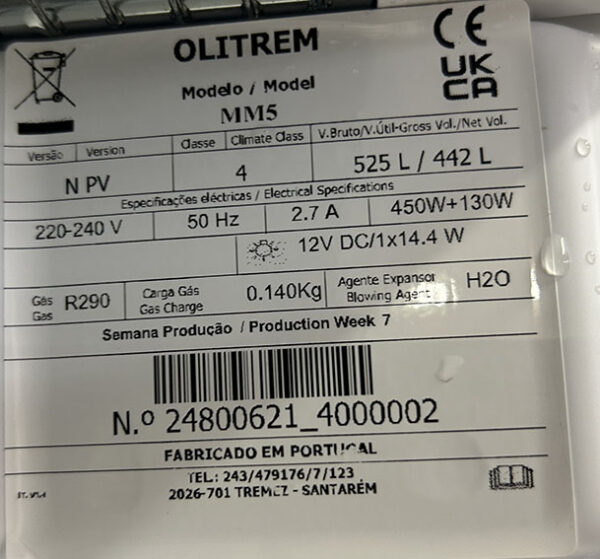 OLITREM
CE
UK
CA
Modelo / Model
MM5
Versão Version Classe Climate Class V.Bruto/V.Útil-Gross Vol./Net Vol.
N PV 4 525 L / 442 L
Especificações eléctricas / Electrical Specifications
220-240 V 50 Hz 2.7 A 450W+130W
12V DC/1x14.4 W
Gás R290 Carga Gás 0.140Kg Agente Expansor H2O
Gas Gas Charge Blowing Agent
Semana Produção / Production Week 7
N.º 24800621_4000002
FABRICADO EM PORTUGAL
TEL: 243/479176/7/123
2026-701 TREMEZ - SANTARÉM